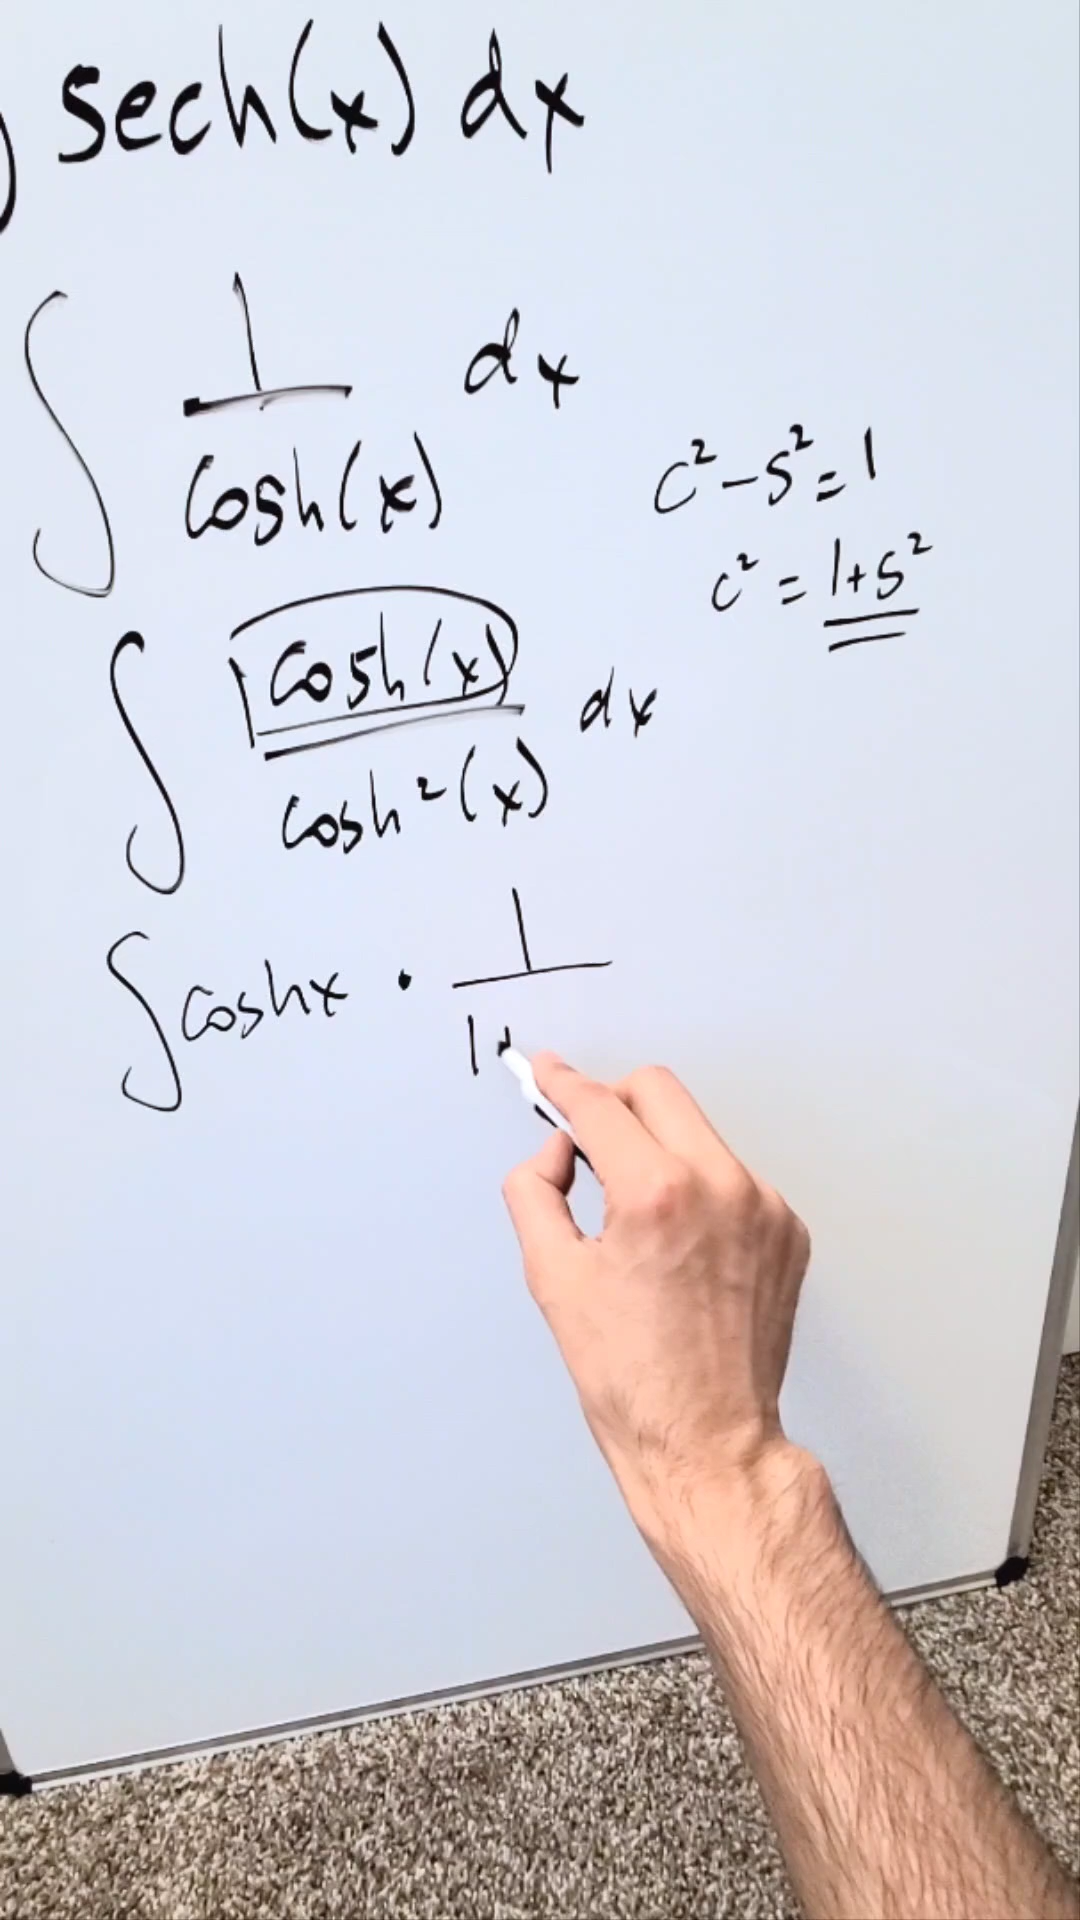 ∫ sech(x) dx
∫ 1/cosh(x) dx
c² - s² = 1
c² = 1+s²
∫ cosh(x)/cosh²(x) dx
∫ coshx · 1/1+